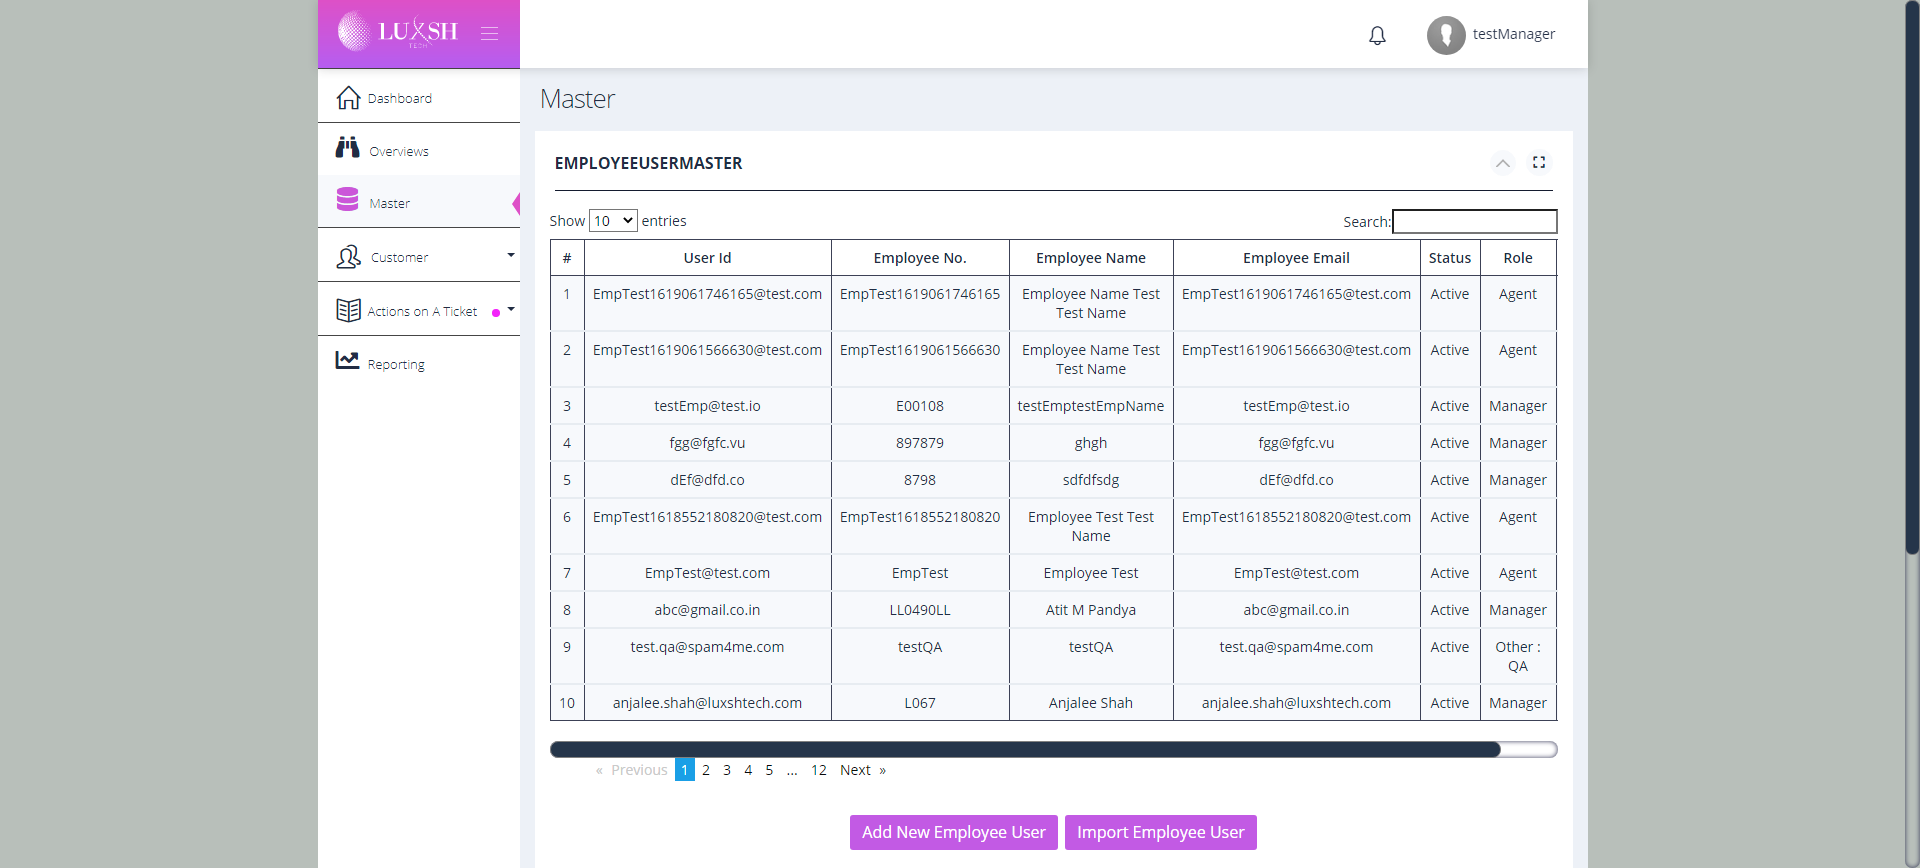 LUXSH
TECH
testManager
Dashboard
Overviews
Master
Customer
Actions on A Ticket
Reporting
Master
EMPLOYEEUSERMASTER
Show 10 entries
Search:
# User Id Employee No. Employee Name Employee Email Status Role
1 EmpTest1619061746165@test.com EmpTest1619061746165 Employee Name Test EmpTest1619061746165@test.com Active Agent
Test Name
2 EmpTest1619061566630@test.com EmpTest1619061566630 Employee Name Test EmpTest1619061566630@test.com Active Agent
Test Name
3 testEmp@test.io E00108 testEmptestEmpName testEmp@test.io Active Manager
4 fgg@fgfc.vu 897879 ghgh fgg@fgfc.vu Active Manager
5 dEf@dfd.co 8798 sdfdfsdg dEf@dfd.co Active Manager
6 EmpTest1618552180820@test.com EmpTest1618552180820 Employee Test Test EmpTest1618552180820@test.com Active Agent
Name
7 EmpTest@test.com EmpTest Employee Test EmpTest@test.com Active Agent
8 abc@gmail.co.in LL0490LL Atit M Pandya abc@gmail.co.in Active Manager
9 test.qa@spam4me.com testQA testQA test.qa@spam4me.com Active Other :
QA
10 anjalee.shah@luxshtech.com L067 Anjalee Shah anjalee.shah@luxshtech.com Active Manager
« Previous 1 2 3 4 5 ... 12 Next »
Add New Employee User Import Employee User